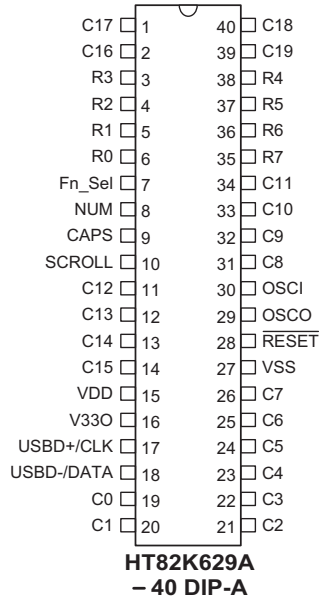 C17 1 40 C18
C16 2 39 C19
R3 3 38 R4
R2 4 37 R5
R1 5 36 R6
R0 6 35 R7
Fn_Sel 7 34 C11
NUM 8 33 C10
CAPS 9 32 C9
SCROLL 10 31 C8
C12 11 30 OSCI
C13 12 29 OSCO
C14 13 28 RESET
C15 14 27 VSS
VDD 15 26 C7
V33O 16 25 C6
USBD+/CLK 17 24 C5
USBD-/DATA 18 23 C4
C0 19 22 C3
C1 20 21 C2
HT82K629A
– 40 DIP-A